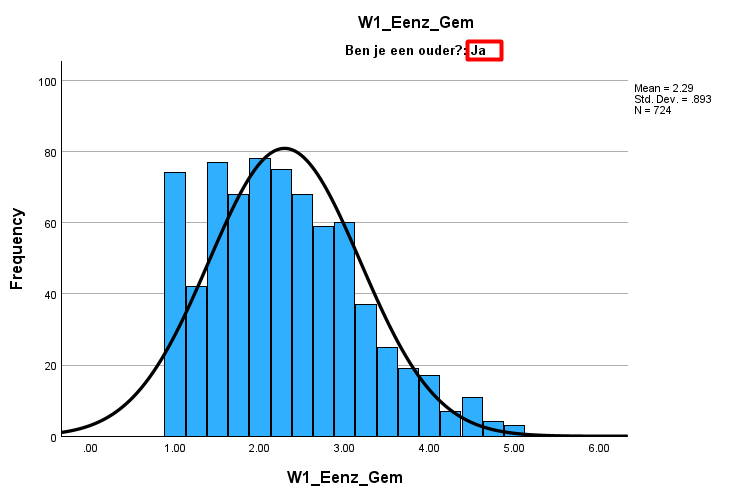 W1_Eenz_Gem
Ben je een ouder?: Ja
Mean = 2.29
Std. Dev. = .893
N = 724
Frequency
100
80
60
40
20
0
.00 1.00 2.00 3.00 4.00 5.00 6.00
W1_Eenz_Gem